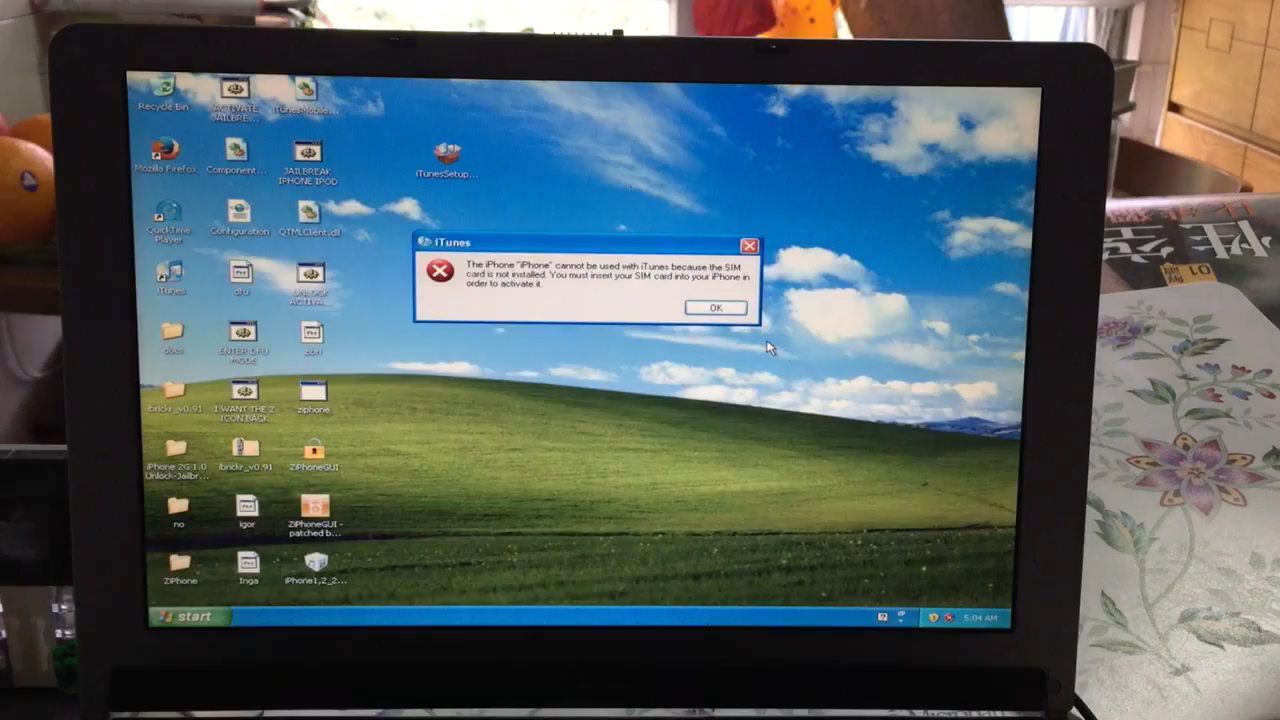 Recycle Bin
ACTIVATE
JAILBRE...
iTunesMobile...
Mozilla Firefox
Component...
JAILBREAK
IPHONE IPOD
iTunesSetup...
QuickTime
Player
Configuration
QTMLClient.dll
iTunes
iTunes
The iPhone "iPhone" cannot be used with iTunes because the SIM
card is not installed. You must insert your SIM card into your iPhone in
order to activate it.
OK
dfu
UNLOCK
ACTIVA...
docs
ENTER DFU
MODE
zibri
ibrickr_v0.91
I WANT THE Z
ICON BACK
ziphone
iPhone 2G 1.0
Unlock-Jailbr...
ibrickr_v0.91
ZiPhoneGUI
no
igor
ZiPhoneGUI -
patched b...
ZiPhone
Inga
iPhone1,2_2...
start
5:04 AM